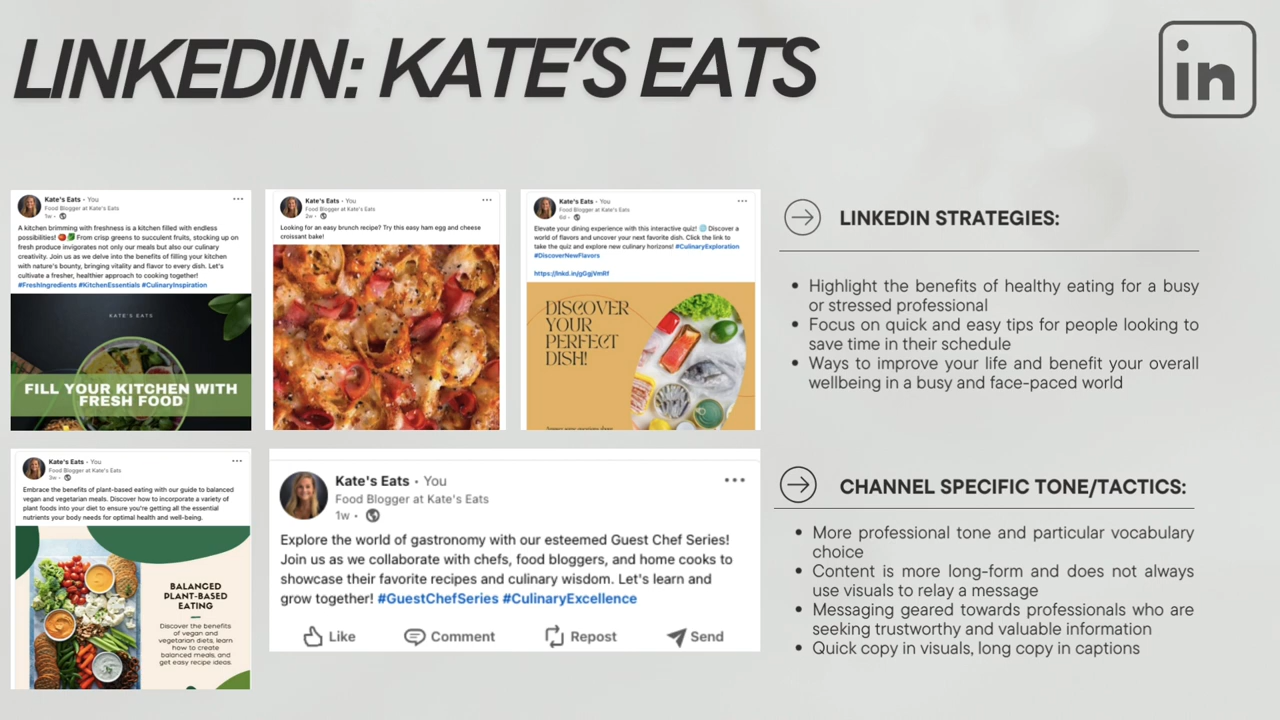 LINKEDIN: KATE'S EATS
in
Kate's Eats • You
Food Blogger at Kate's Eats
1w •
A kitchen brimming with freshness is a kitchen filled with endless
possibilities! 🍅🥬 From crisp greens to succulent fruits, stocking up on
fresh produce invigorates not only our meals but also our culinary
creativity. Join us as we delve into the benefits of filling your kitchen
with nature's bounty, bringing vitality and flavor to every dish. Let's
cultivate a fresher, healthier approach to cooking together!
#FreshIngredients #KitchenEssentials #CulinaryInspiration
KATE'S EATS
FILL YOUR KITCHEN WITH
FRESH FOOD
Kate's Eats • You
Food Blogger at Kate's Eats
2w •
Looking for an easy brunch recipe? Try this easy ham egg and cheese
croissant bake!
Kate's Eats • You
Food Blogger at Kate's Eats
6d •
Elevate your dining experience with this interactive quiz! 🌀 Discover a
world of flavors and uncover your next favorite dish. Click the link to
take the quiz and explore new culinary horizons! #CulinaryExploration
#DiscoverNewFlavors
https://lnkd.in/gGgjVmRf
DISCOVER
YOUR
PERFECT
DISH!
Kate's Eats • You
Food Blogger at Kate's Eats
3w •
Embrace the benefits of plant-based eating with our guide to balanced
vegan and vegetarian meals. Discover how to incorporate a variety of
plant foods into your diet to ensure you're getting all the essential
nutrients your body needs for optimal health and well-being.
BALANCED
PLANT-BASED
EATING
Discover the benefits
of vegan and
vegetarian diets, learn
how to create
balanced meals, and
get easy recipe ideas.
Kate's Eats • You
Food Blogger at Kate's Eats
1w •
Explore the world of gastronomy with our esteemed Guest Chef Series!
Join us as we collaborate with chefs, food bloggers, and home cooks to
showcase their favorite recipes and culinary wisdom. Let's learn and
grow together! #GuestChefSeries #CulinaryExcellence
Like Comment Repost Send
LINKEDIN STRATEGIES:
• Highlight the benefits of healthy eating for a busy
or stressed professional
• Focus on quick and easy tips for people looking to
save time in their schedule
• Ways to improve your life and benefit your overall
wellbeing in a busy and face-paced world
CHANNEL SPECIFIC TONE/TACTICS:
• More professional tone and particular vocabulary
choice
• Content is more long-form and does not always
use visuals to relay a message
• Messaging geared towards professionals who are
seeking trustworthy and valuable information
• Quick copy in visuals, long copy in captions